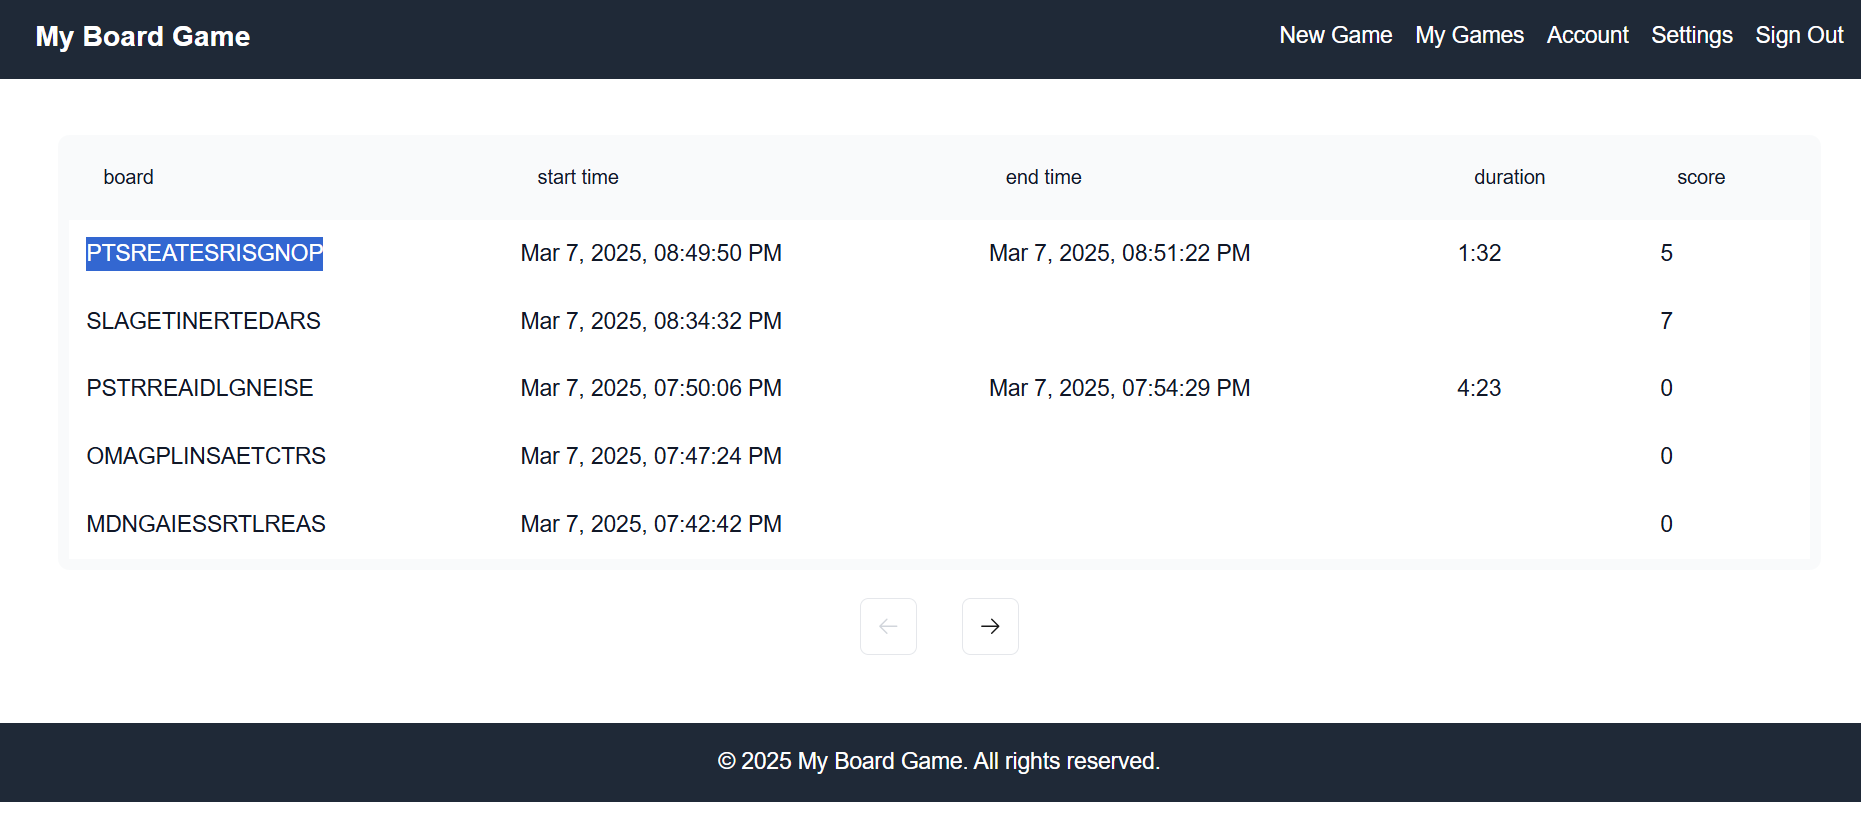 My Board Game New Game My Games Account Settings Sign Out
board start time end time duration score
PTSREATESRISGNOP Mar 7, 2025, 08:49:50 PM Mar 7, 2025, 08:51:22 PM 1:32 5
SLAGETINERTEDARS Mar 7, 2025, 08:34:32 PM 7
PSTRREAIDLGNEISE Mar 7, 2025, 07:50:06 PM Mar 7, 2025, 07:54:29 PM 4:23 0
OMAGPLINSAETCTRS Mar 7, 2025, 07:47:24 PM 0
MDNGAIESSRTLREAS Mar 7, 2025, 07:42:42 PM 0
© 2025 My Board Game. All rights reserved.